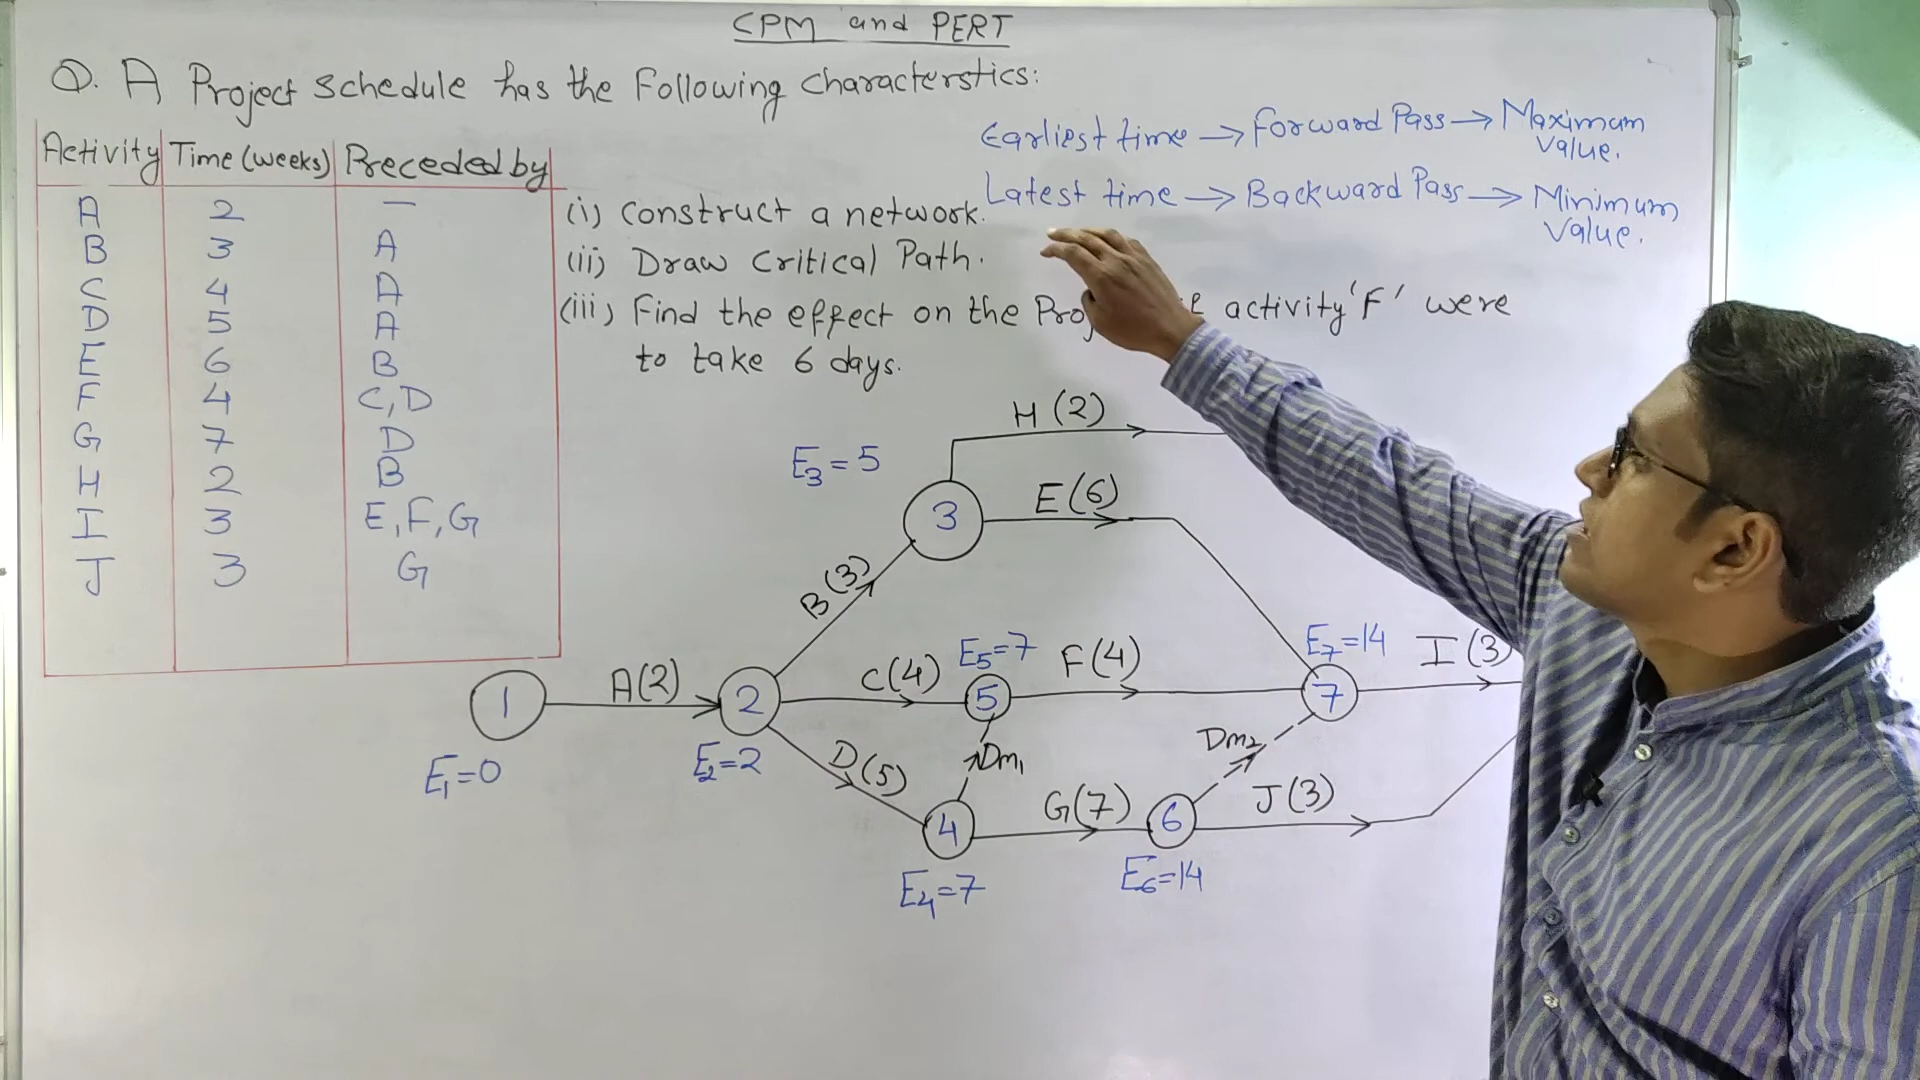 CPM and PERT
Q. A Project schedule has the Following characterstics:
Earliest time → Forward Pass → Maximum
value.
Latest time → Backward Pass → Minimum
value.
Activity Time (weeks) Preceded by
A 2 —
B 3 A
C 4 A
D 5 A
E 6 B
F 4 C, D
G 7 D
H 2 B
I 3 E, F, G
J 3 G
(i) Construct a network.
(ii) Draw Critical Path.
(iii) Find the effect on the activity 'F' were
to take 6 days.
H (2)
E3 = 5
3
E (6)
B (3)
E5=7
F(4)
E7=14
I (3)
1
A(2)
2
C(4)
5
7
E1=0
E2=2
D(5)
Dm1
Dm2
4
G(7)
6
J(3)
E4=7
E6=14